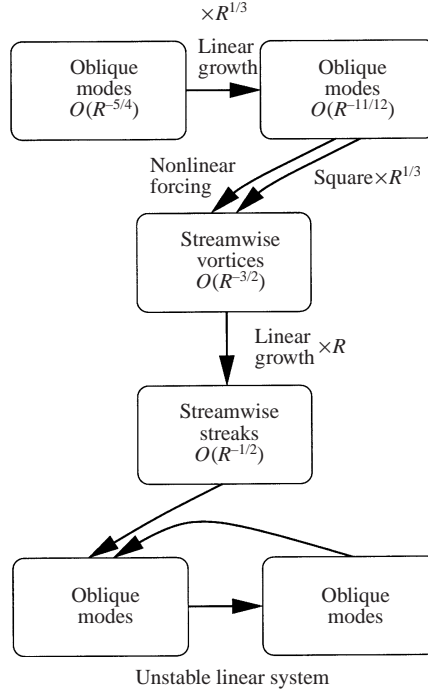 ×R^{1/3}
Linear
growth
Oblique
modes
O(R^{–5/4})
Oblique
modes
O(R^{–11/12})
Nonlinear
forcing
Square×R^{1/3}
Streamwise
vortices
O(R^{–3/2})
Linear
growth ×R
Streamwise
streaks
O(R^{–1/2})
Oblique
modes
Oblique
modes
Unstable linear system